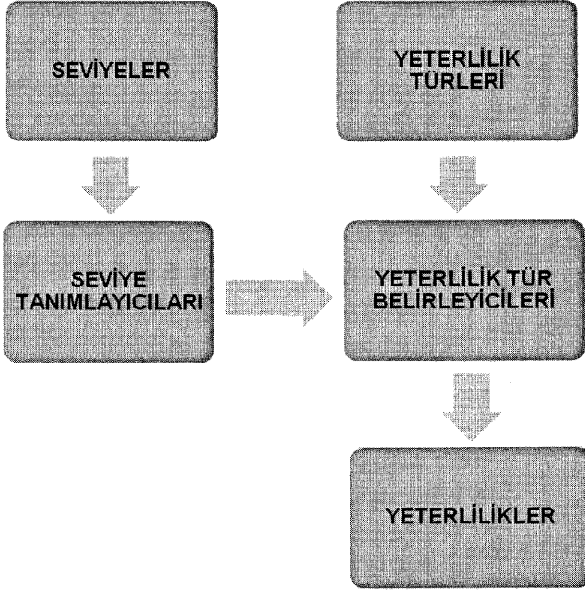 SEVİYELER
YETERLİLİK
TÜRLERİ
SEVİYE
TANIMLAYICILARI
YETERLİLİK TÜR
BELİRLEYİCİLERİ
YETERLİLİKLER